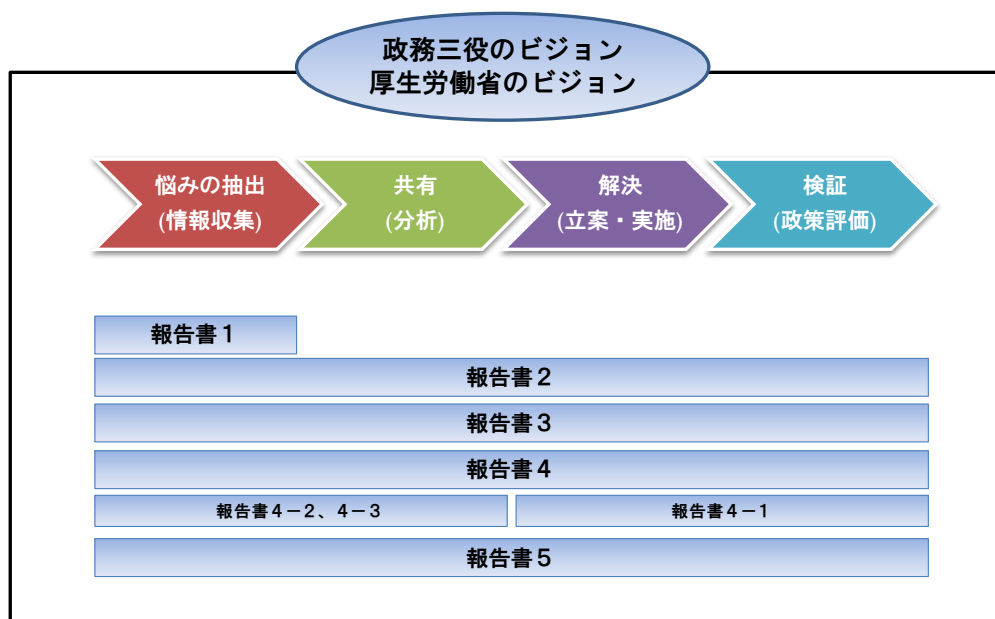 政務三役のビジョン
厚生労働省のビジョン
悩みの抽出
(情報収集)
共有
(分析)
解決
(立案・実施)
検証
(政策評価)
報告書1
報告書2
報告書3
報告書4
報告書4－2、4－3
報告書4－1
報告書5